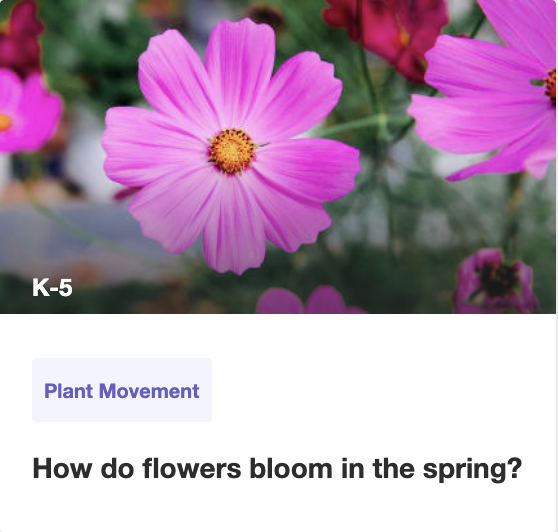 K-5
Plant Movement
How do flowers bloom in the spring?